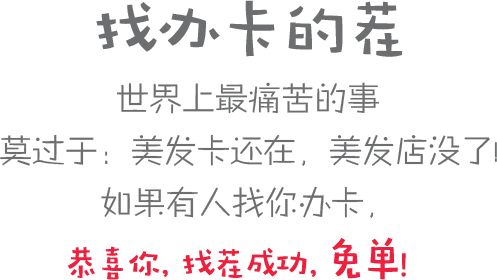 找办卡的茬
世界上最痛苦的事
莫过于：美发卡还在，美发店没了!
如果有人找你办卡，
恭喜你，找茬成功，免单!